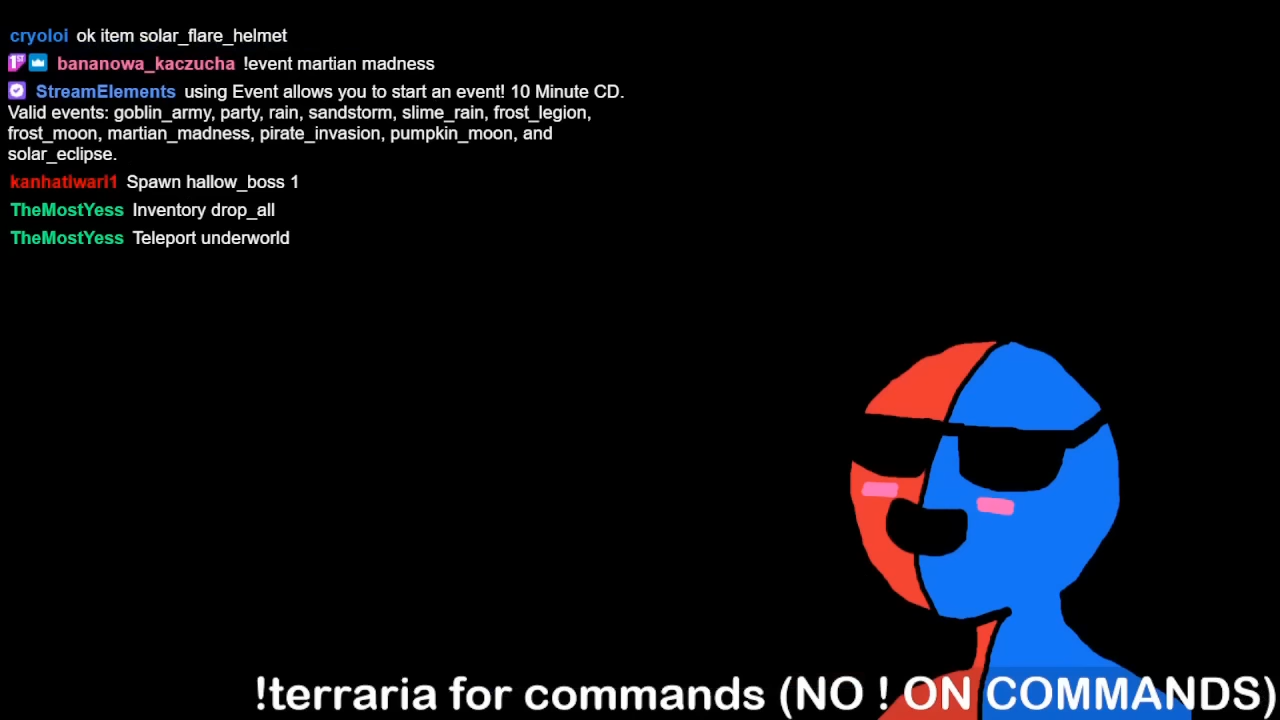 cryoloi ok item solar_flare_helmet
1ST bananowa_kaczucha !event martian madness
StreamElements using Event allows you to start an event! 10 Minute CD.
Valid events: goblin_army, party, rain, sandstorm, slime_rain, frost_legion,
frost_moon, martian_madness, pirate_invasion, pumpkin_moon, and
solar_eclipse.
kanhatiwari1 Spawn hallow_boss 1
TheMostYess Inventory drop_all
TheMostYess Teleport underworld
!terraria for commands (NO ! ON COMMANDS)